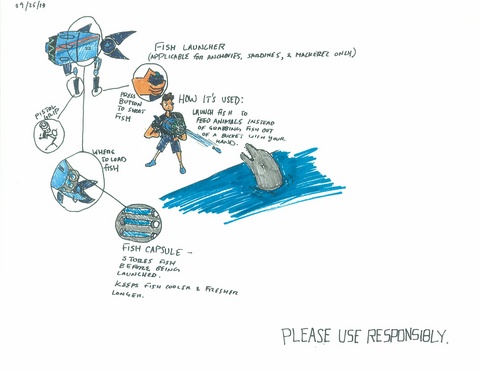 09/25/19
FISH LAUNCHER
(APPLICABLE FOR ANCHOVIES, SARDINES, & MACKEREL ONLY)
PRESS
BUTTON
TO SHOOT
FISH
HOW IT'S USED:
LAUNCH FISH TO
FEED ANIMALS INSTEAD
OF GRABBING FISH OUT
OF A BUCKET WITH YOUR
HAND.
PISTOL
GRIP
WHERE
TO LOAD
FISH
FISH CAPSULE -
STORES FISH
BEFORE BEING
LAUNCHED.
KEEPS FISH COOLER & FRESHER
LONGER.
PLEASE USE RESPONSIBLY.